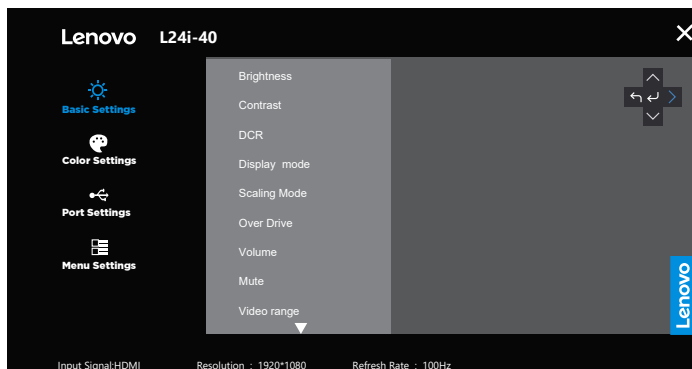 Lenovo L24i-40
Basic Settings
Color Settings
Port Settings
Menu Settings
Brightness
Contrast
DCR
Display mode
Scaling Mode
Over Drive
Volume
Mute
Video range
Lenovo
Input Signal:HDMI Resolution : 1920*1080 Refresh Rate : 100Hz